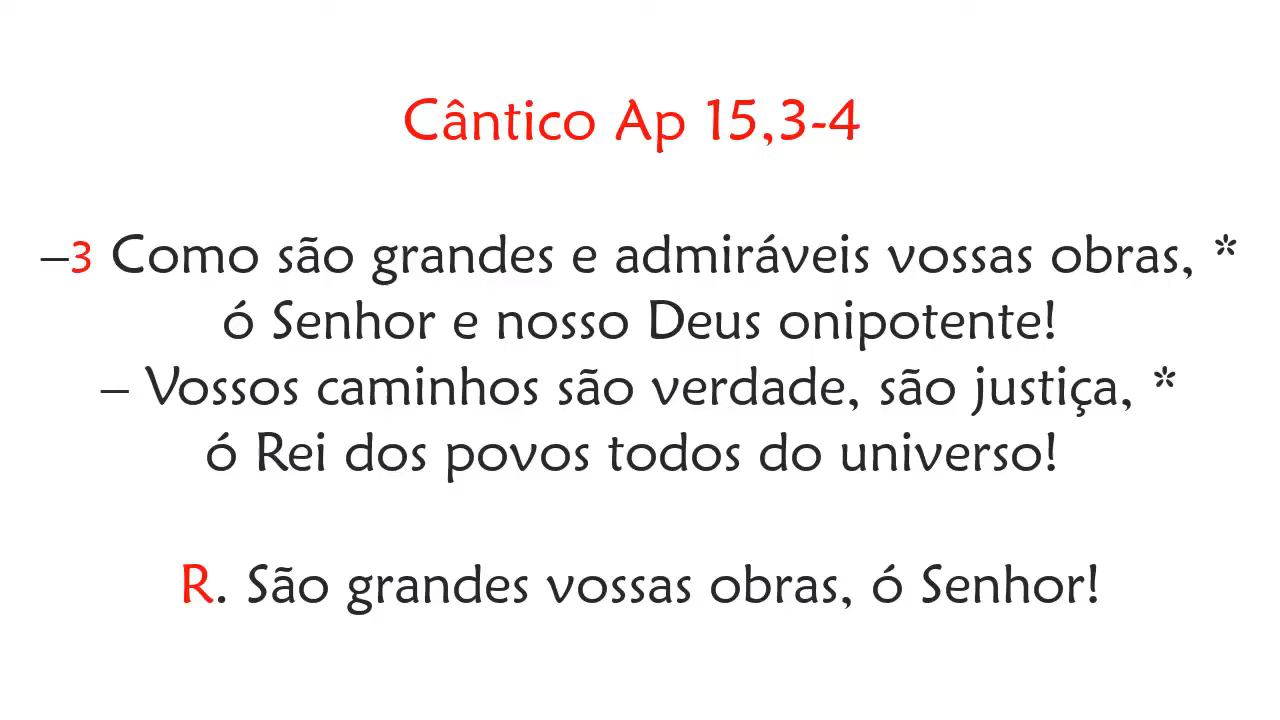 Cântico Ap 15,3-4
–3 Como são grandes e admiráveis vossas obras, *
ó Senhor e nosso Deus onipotente!
– Vossos caminhos são verdade, são justiça, *
ó Rei dos povos todos do universo!
R. São grandes vossas obras, ó Senhor!